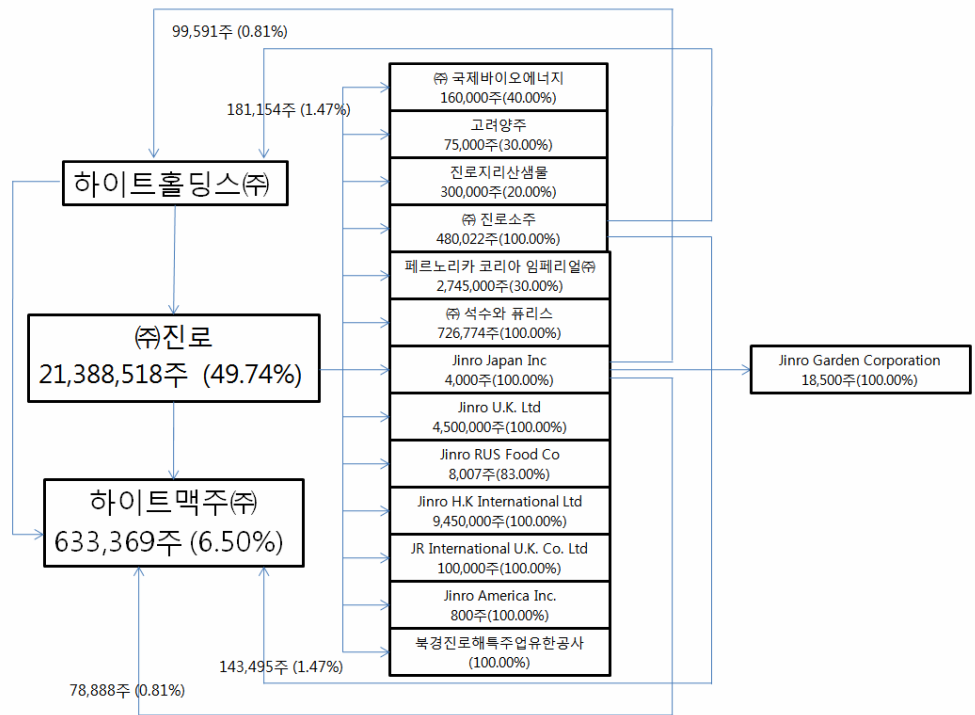 99,591주 (0.81%)
181,154주 (1.47%)
하이트홀딩스㈜
㈜진로
21,388,518주 (49.74%)
하이트맥주㈜
633,369주 (6.50%)
㈜ 국제바이오에너지
160,000주(40.00%)
고려양주
75,000주(30.00%)
진로지리산샘물
300,000주(20.00%)
㈜ 진로소주
480,022주(100.00%)
페르노리카 코리아 임페리얼㈜
2,745,000주(30.00%)
㈜ 석수와 퓨리스
726,774주(100.00%)
Jinro Japan Inc
4,000주(100.00%)
Jinro U.K. Ltd
4,500,000주(100.00%)
Jinro RUS Food Co
8,007주(83.00%)
Jinro H.K International Ltd
9,450,000주(100.00%)
JR International U.K. Co. Ltd
100,000주(100.00%)
Jinro America Inc.
800주(100.00%)
북경진로해특주업유한공사
(100.00%)
Jinro Garden Corporation
18,500주(100.00%)
143,495주 (1.47%)
78,888주 (0.81%)